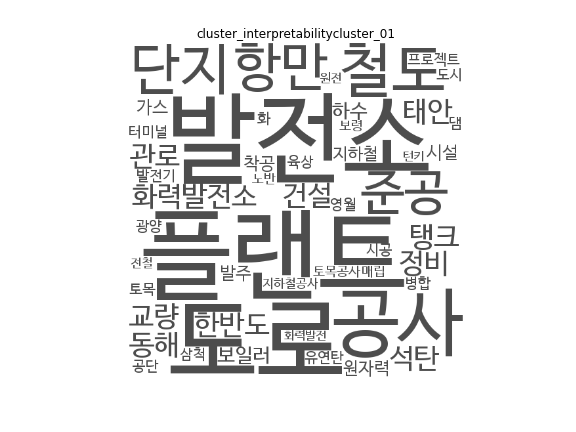 cluster_interpretabilitycluster_01
단지 항만 철도 프로젝트
원전 도시
가스 발전소 화 하수 태안 댐
보령
터미널
관로 착공 육상 지하철 턴키 시설
발전기 노반
화력발전소 건설 영월 준공
광양 플랜트 탱크
시공
전철 발주 정비
토목공사 매립
지하철공사 병합
토목
교량 한반도 도로 공사
화력발전
동해 삼척 보일러 유연탄 석탄
공단 원자력